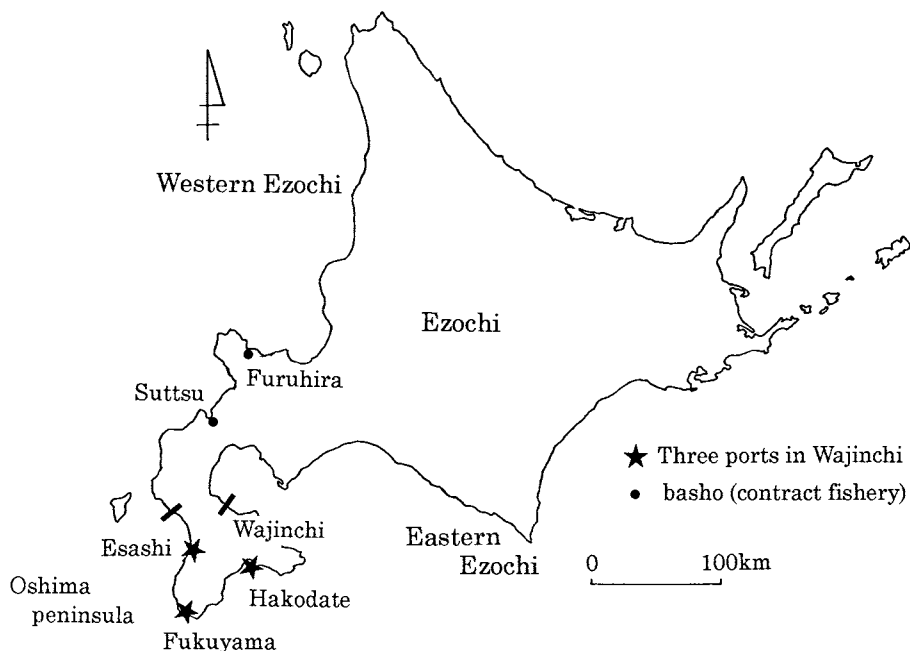 Western Ezochi
Ezochi
Furuhira
Suttsu
★ Three ports in Wajinchi
● basho (contract fishery)
Wajinchi
Esashi
Eastern
Ezochi
0 100km
Hakodate
Oshima
peninsula
Fukuyama